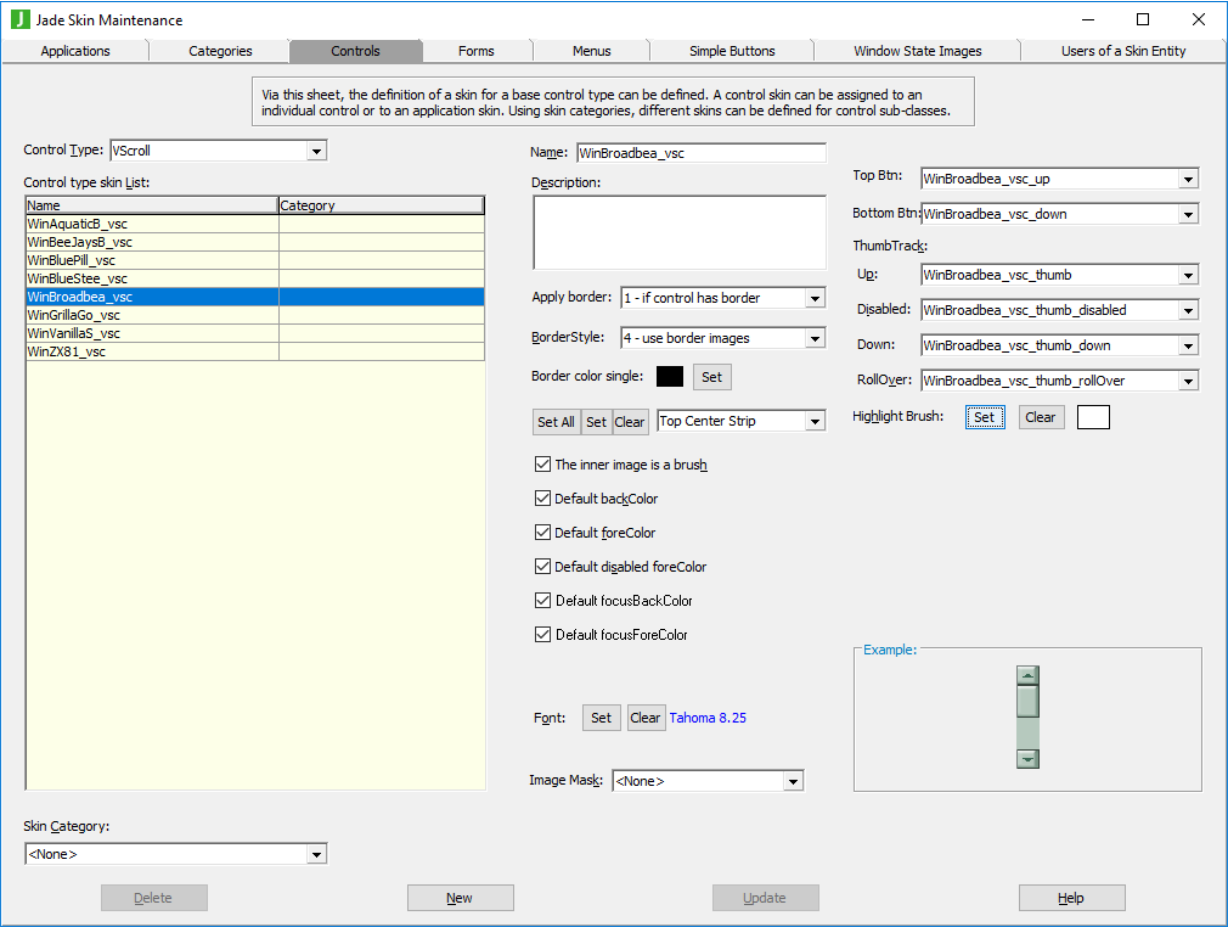 J Jade Skin Maintenance
Applications Categories Controls Forms Menus Simple Buttons Window State Images Users of a Skin Entity
Via this sheet, the definition of a skin for a base control type can be defined. A control skin can be assigned to an
individual control or to an application skin. Using skin categories, different skins can be defined for control sub-classes.
Control Type: VScroll
Control type skin List:
Name Category
WinAquaticB_vsc
WinBeeJaysB_vsc
WinBluePill_vsc
WinBlueStee_vsc
WinBroadbea_vsc
WinGrillaGo_vsc
WinVanillaS_vsc
WinZX81_vsc
Skin Category:
<None>
Name: WinBroadbea_vsc
Description:
Apply border: 1 - if control has border
BorderStyle: 4 - use border images
Border color single: Set
Set All Set Clear Top Center Strip
The inner image is a brush
Default backColor
Default foreColor
Default disabled foreColor
Default focusBackColor
Default focusForeColor
Font: Set Clear Tahoma 8.25
Image Mask: <None>
Top Btn: WinBroadbea_vsc_up
Bottom Btn: WinBroadbea_vsc_down
ThumbTrack:
Up: WinBroadbea_vsc_thumb
Disabled: WinBroadbea_vsc_thumb_disabled
Down: WinBroadbea_vsc_thumb_down
RollOver: WinBroadbea_vsc_thumb_rollOver
Highlight Brush: Set Clear
Example:
Delete New Update Help